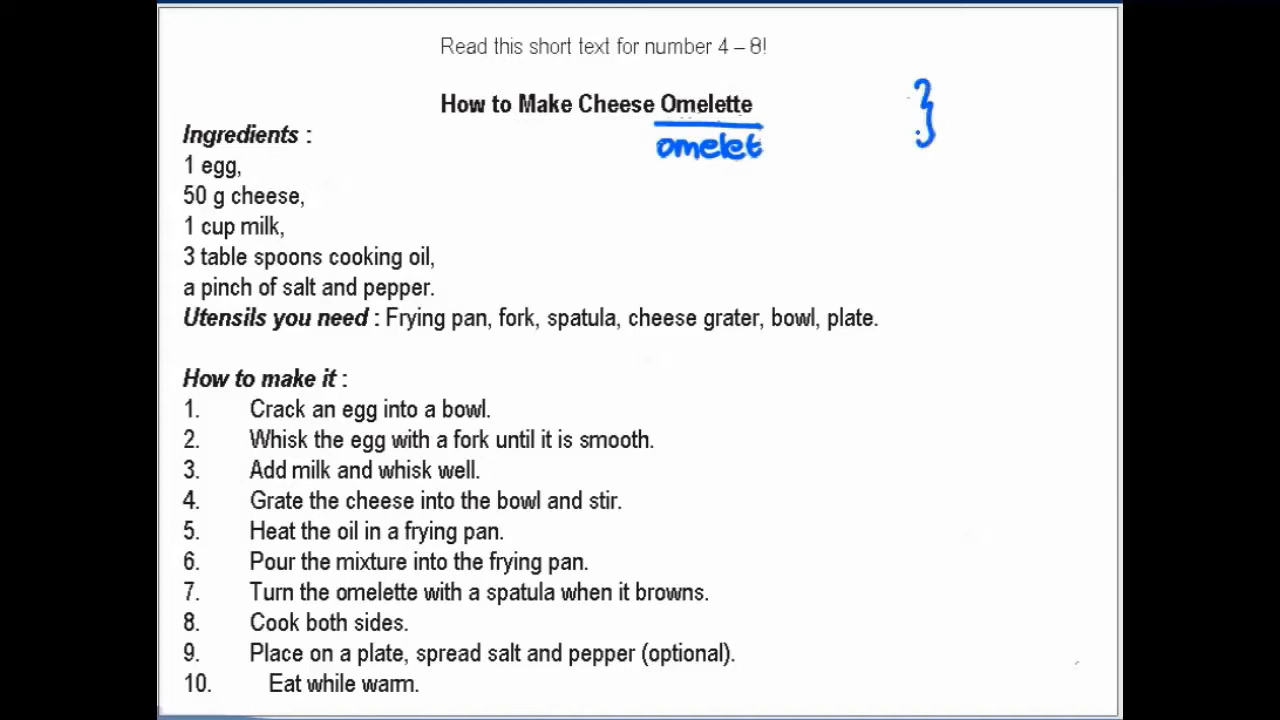 Read this short text for number 4 – 8!
How to Make Cheese Omelette
omelet
Ingredients :
1 egg,
50 g cheese,
1 cup milk,
3 table spoons cooking oil,
a pinch of salt and pepper.
Utensils you need : Frying pan, fork, spatula, cheese grater, bowl, plate.
How to make it :
1. Crack an egg into a bowl.
2. Whisk the egg with a fork until it is smooth.
3. Add milk and whisk well.
4. Grate the cheese into the bowl and stir.
5. Heat the oil in a frying pan.
6. Pour the mixture into the frying pan.
7. Turn the omelette with a spatula when it browns.
8. Cook both sides.
9. Place on a plate, spread salt and pepper (optional).
10. Eat while warm.